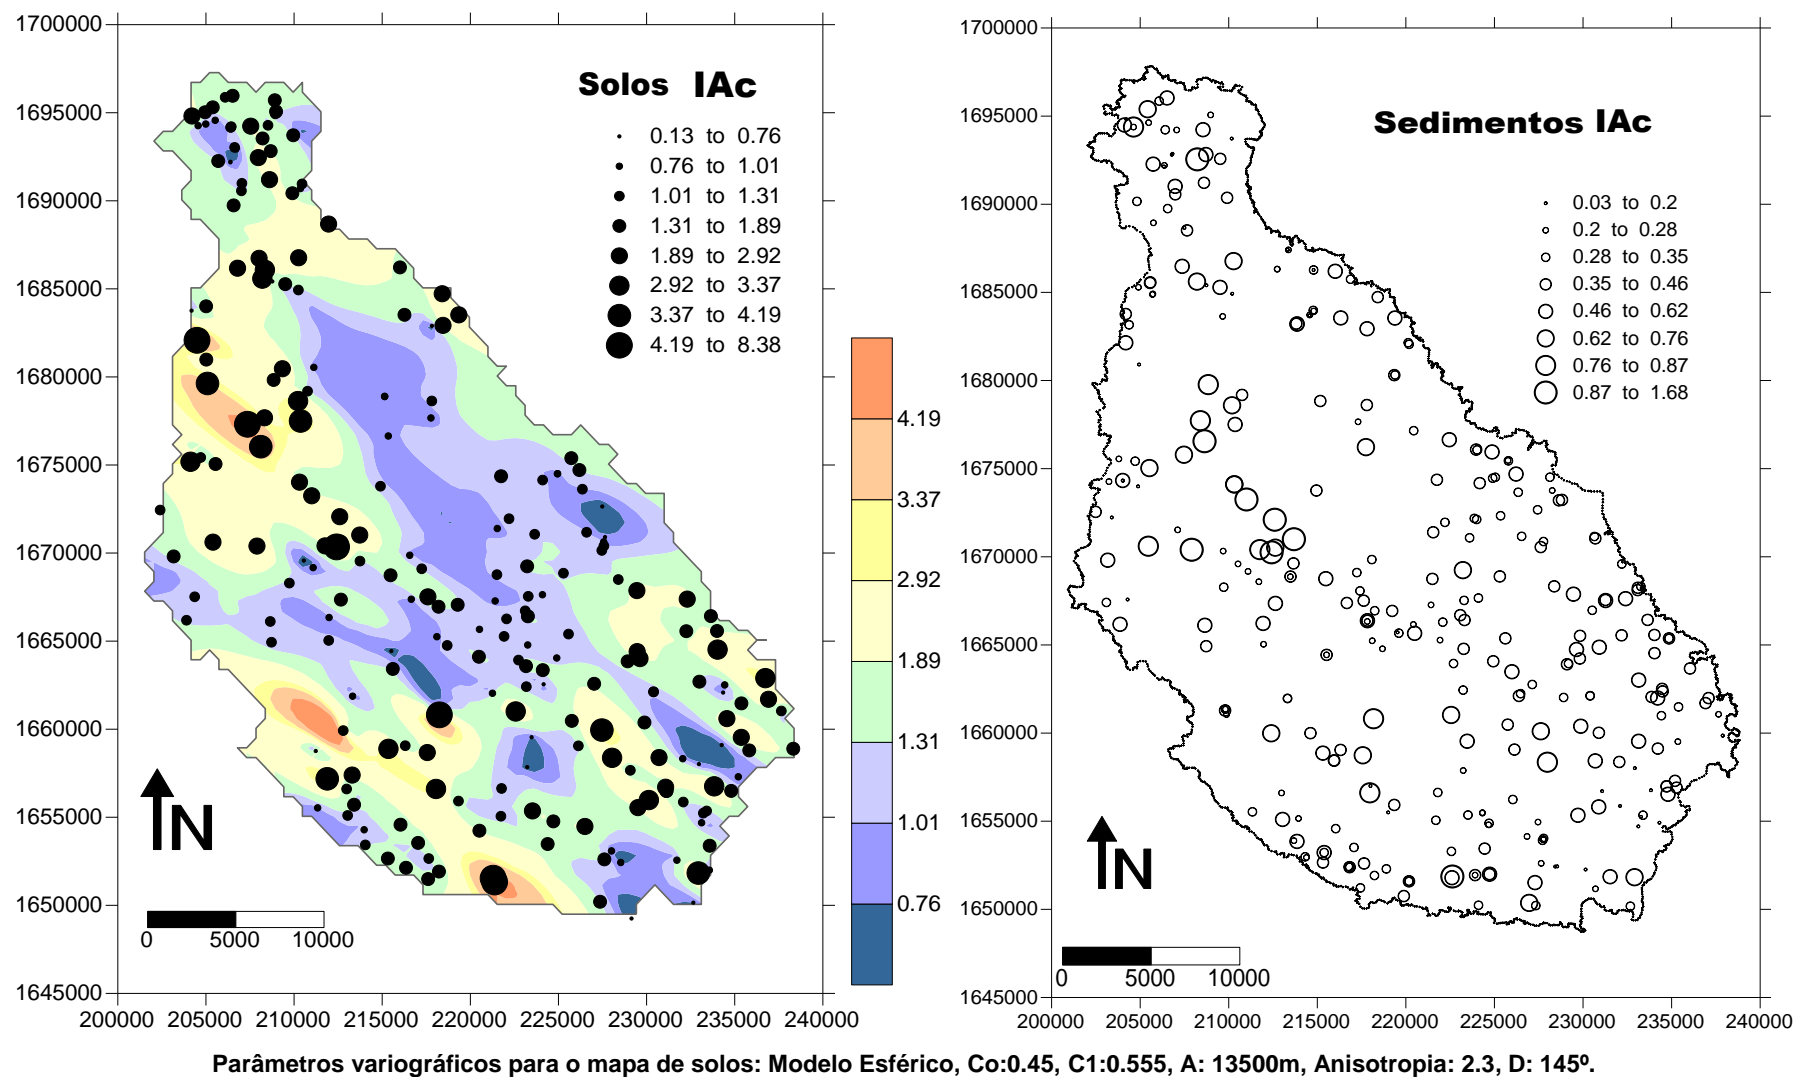 Solos IAc
0.13 to 0.76
0.76 to 1.01
1.01 to 1.31
1.31 to 1.89
1.89 to 2.92
2.92 to 3.37
3.37 to 4.19
4.19 to 8.38
1700000
1695000
1690000
1685000
1680000
1675000
1670000
1665000
1660000
1655000
1650000
1645000
200000 205000 210000 215000 220000 225000 230000 235000 240000
N
0 5000 10000
4.19
3.37
2.92
1.89
1.31
1.01
0.76
Sedimentos IAc
0.03 to 0.2
0.2 to 0.28
0.28 to 0.35
0.35 to 0.46
0.46 to 0.62
0.62 to 0.76
0.76 to 0.87
0.87 to 1.68
1700000
1695000
1690000
1685000
1680000
1675000
1670000
1665000
1660000
1655000
1650000
1645000
200000 205000 210000 215000 220000 225000 230000 235000 240000
N
0 5000 10000
Parâmetros variográficos para o mapa de solos: Modelo Esférico, Co:0.45, C1:0.555, A: 13500m, Anisotropia: 2.3, D: 145º.